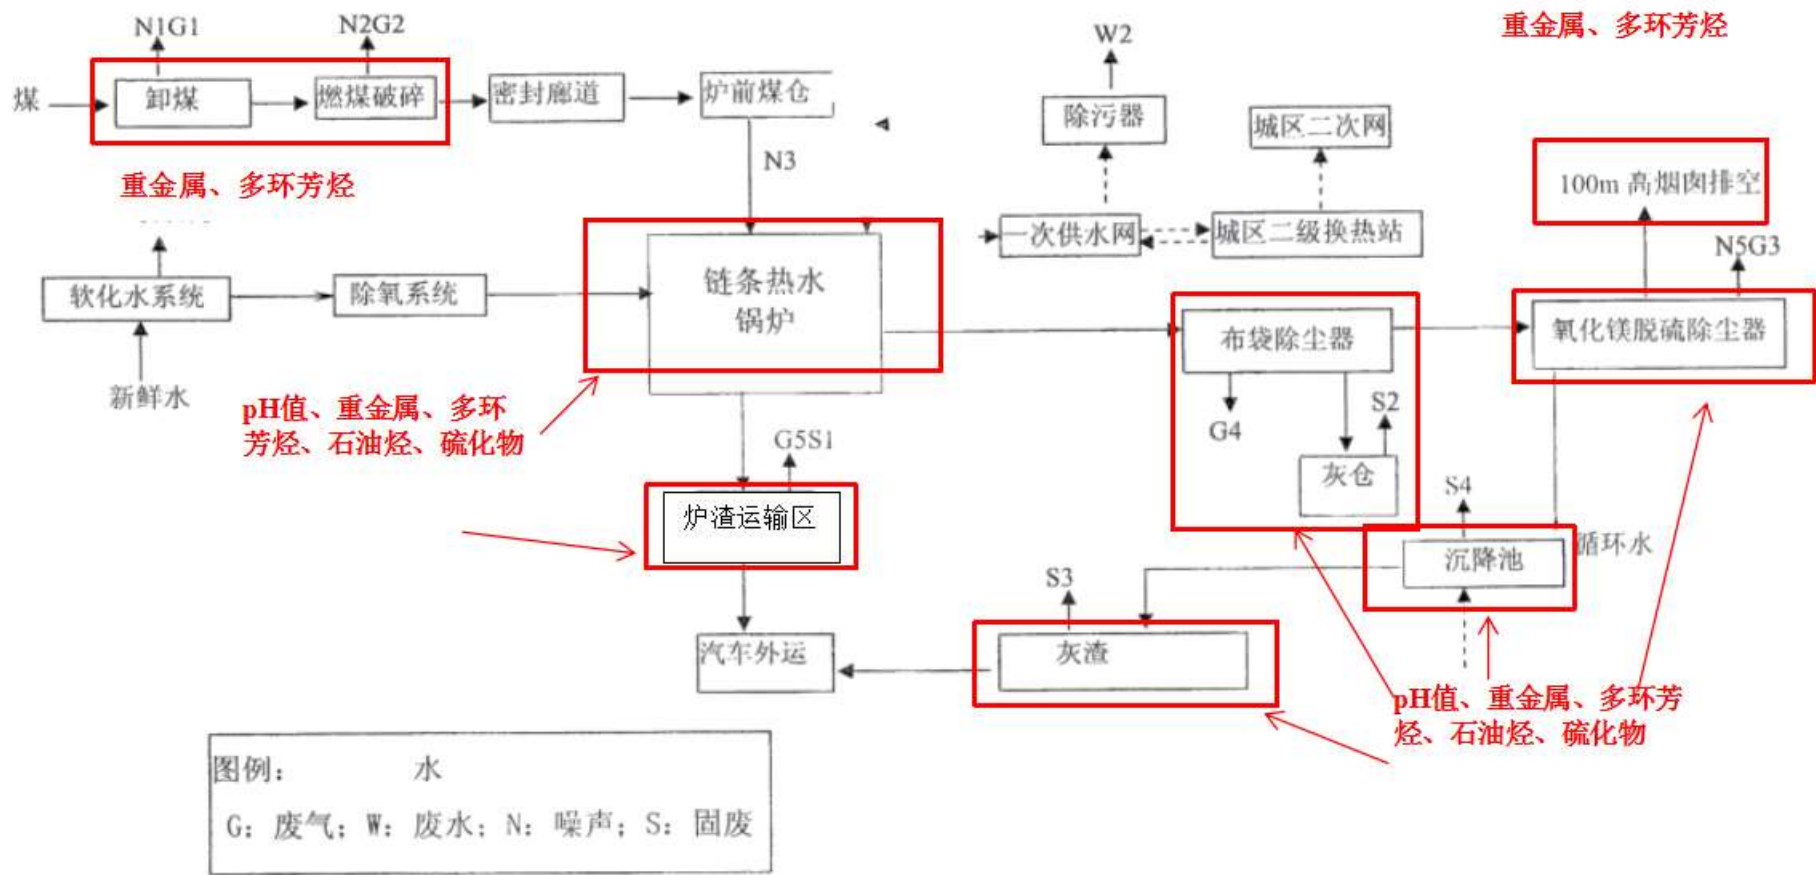 重金属、多环芳烃
N1G1
N2G2
W2
煤
卸煤
燃煤破碎
密封廊道
炉前煤仓
除污器
城区二次网
N3
重金属、多环芳烃
100m 高烟囱排空
一次供水网
城区二级换热站
N5G3
软化水系统
除氧系统
链条热水
锅炉
布袋除尘器
氧化镁脱硫除尘器
新鲜水
pH值、重金属、多环
芳烃、石油烃、硫化物
G5S1
G4
S2
灰仓
S4
炉渣运输区
沉降池
循环水
S3
汽车外运
灰渣
pH值、重金属、多环芳
烃、石油烃、硫化物
图例： 水
G：废气；W：废水；N：噪声；S：固废